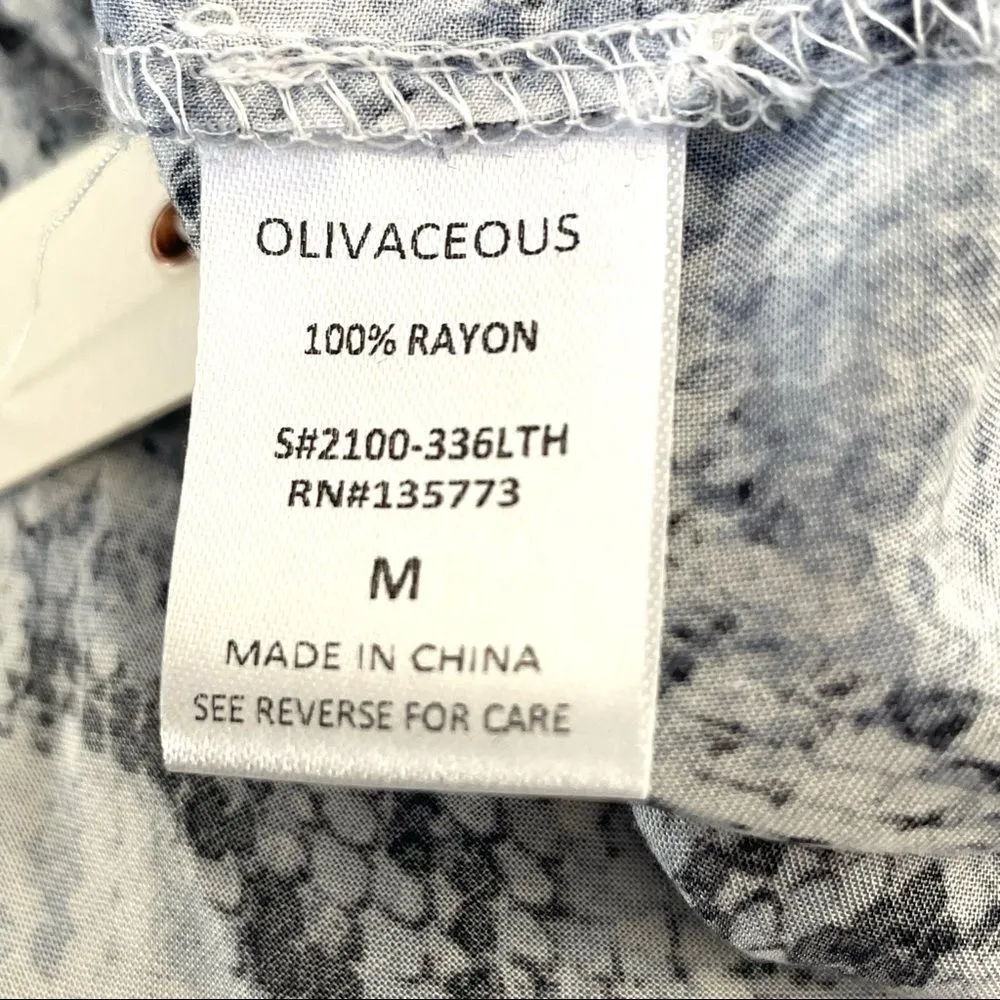 OLIVACEOUS
100% RAYON
S#2100-336LTH
RN#135773
M
MADE IN CHINA
SEE REVERSE FOR CARE